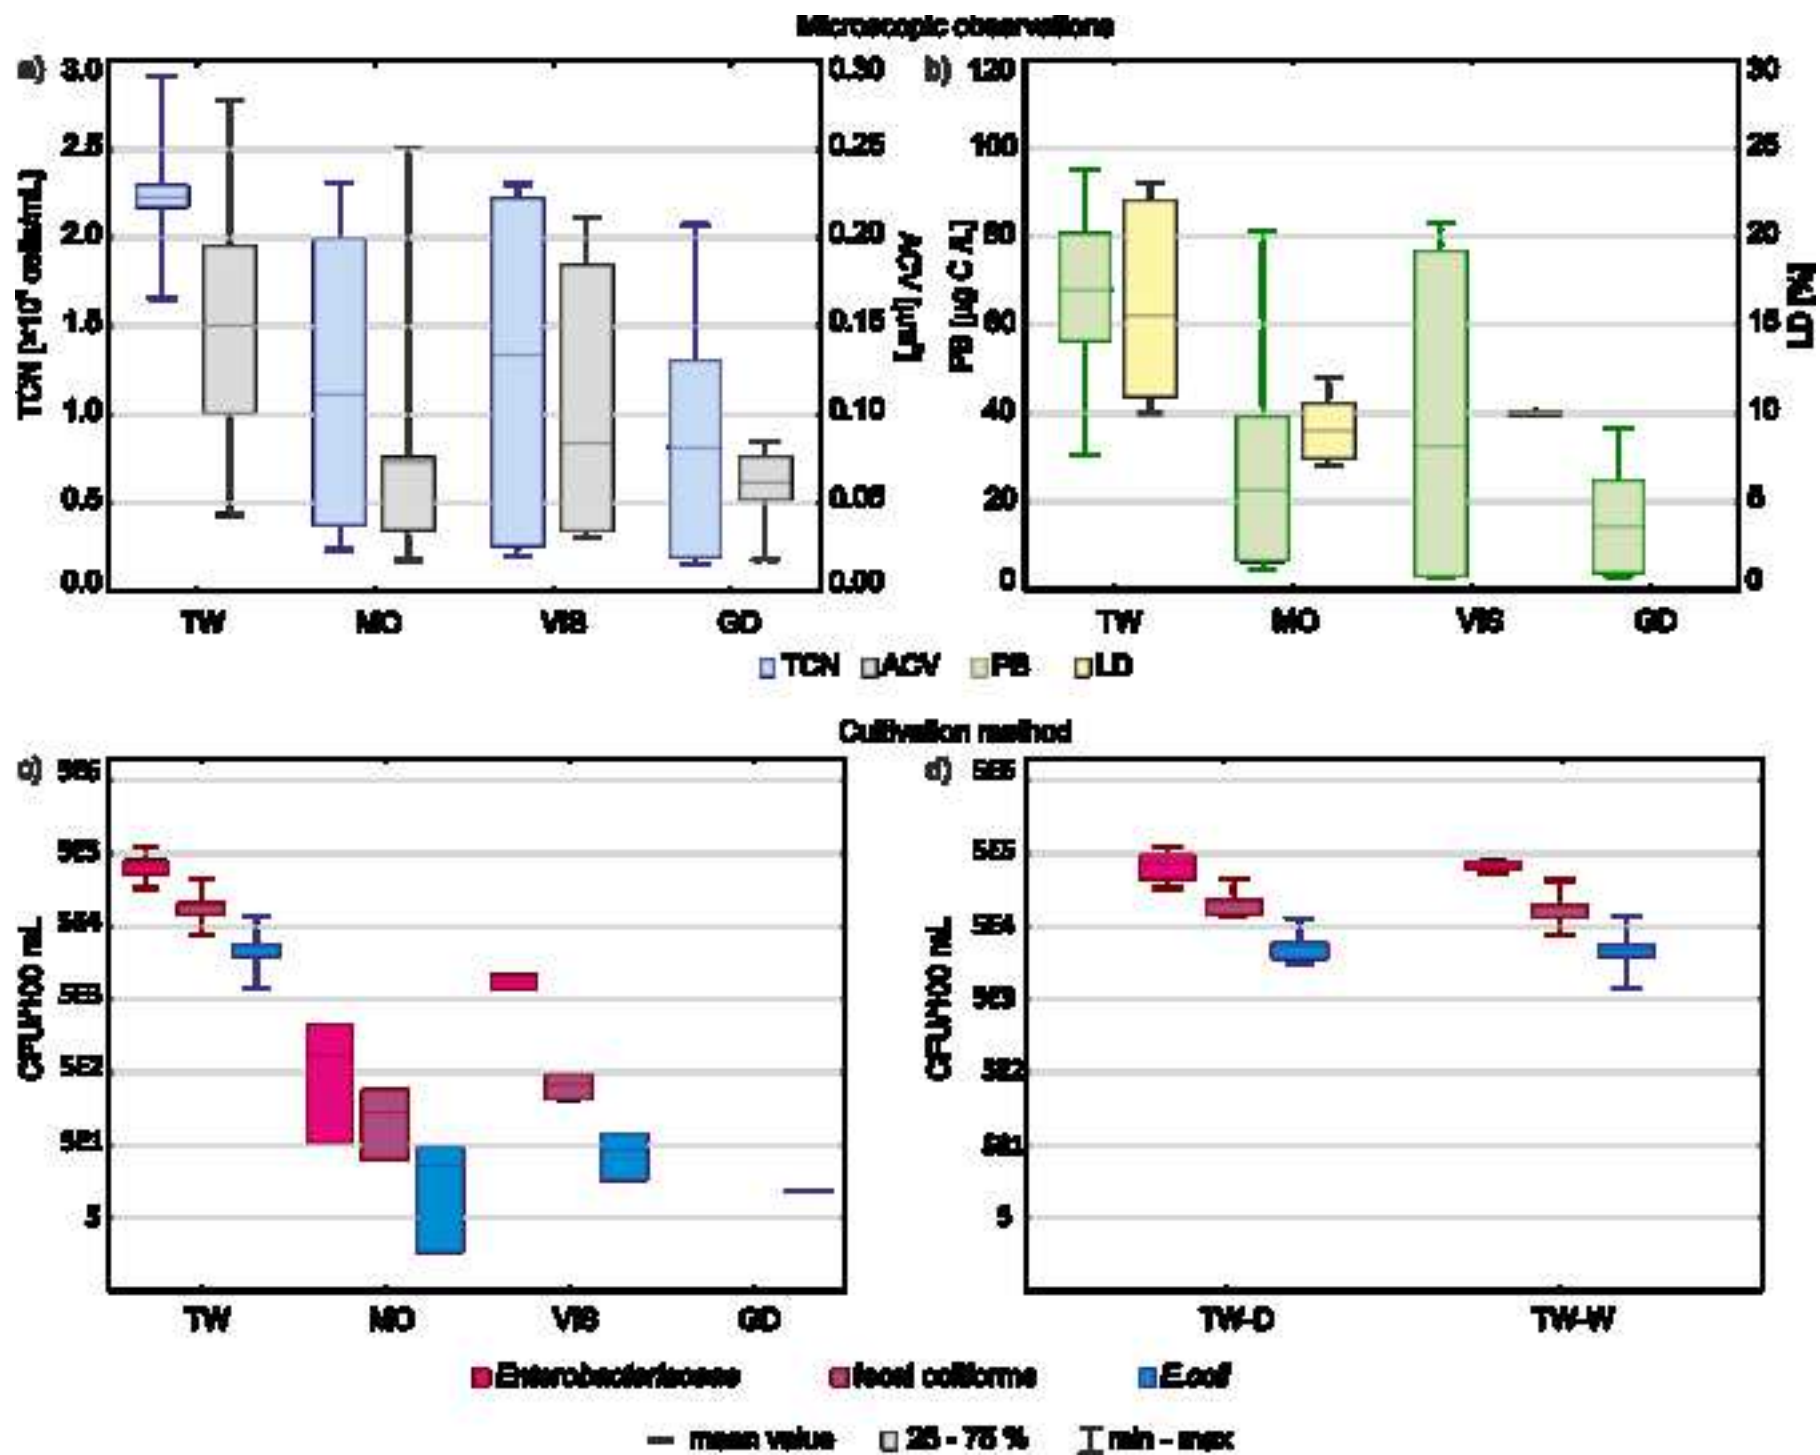 Microscopic observations
a)
3.0
2.5
2.0
1.5
1.0
0.5
0.0
TCN [×10⁶ cells/mL]
0.30
0.25
0.20
0.15
0.10
0.05
0.00
ACV [µm³]
TW MO VIS GD
b)
120
100
80
60
40
20
0
PB [µg C /L]
30
25
20
15
10
5
0
LD [%]
TW MO VIS GD
TCN ACV PB LD
Cultivation method
c)
5E6
5E5
5E4
5E3
5E2
5E1
5
CFU/100 mL
TW MO VIS GD
d)
5E6
5E5
5E4
5E3
5E2
5E1
5
CFU/100 mL
TW-D TW-W
Enterobacteriaceae fecal coliforms E.coli
mean value 25 - 75 % min - max